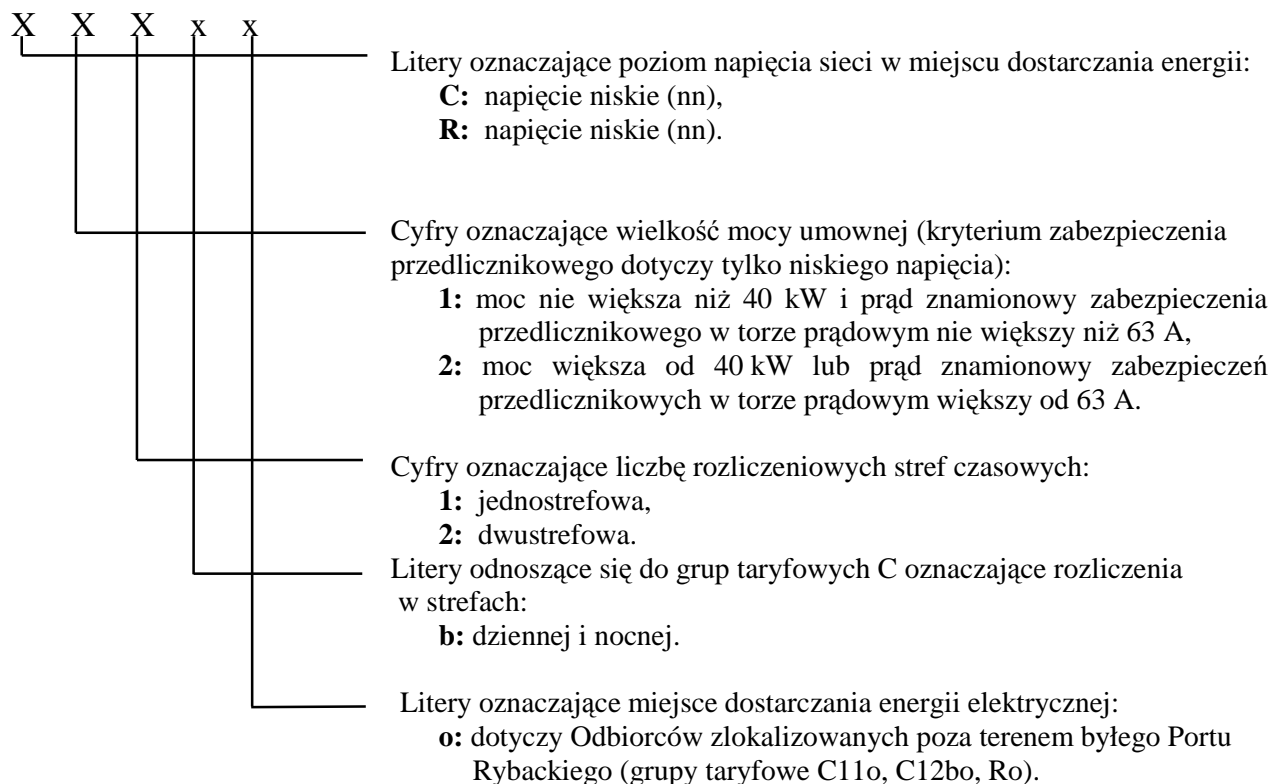 X X X x x
Litery oznaczające poziom napięcia sieci w miejscu dostarczania energii:
C: napięcie niskie (nn),
R: napięcie niskie (nn).
Cyfry oznaczające wielkość mocy umownej (kryterium zabezpieczenia
przedlicznikowego dotyczy tylko niskiego napięcia):
1: moc nie większa niż 40 kW i prąd znamionowy zabezpieczenia
przedlicznikowego w torze prądowym nie większy niż 63 A,
2: moc większa od 40 kW lub prąd znamionowy zabezpieczeń
przedlicznikowych w torze prądowym większy od 63 A.
Cyfry oznaczające liczbę rozliczeniowych stref czasowych:
1: jednostrefowa,
2: dwustrefowa.
Litery odnoszące się do grup taryfowych C oznaczające rozliczenia
w strefach:
b: dziennej i nocnej.
Litery oznaczające miejsce dostarczania energii elektrycznej:
o: dotyczy Odbiorców zlokalizowanych poza terenem byłego Portu
Rybackiego (grupy taryfowe C11o, C12bo, Ro).